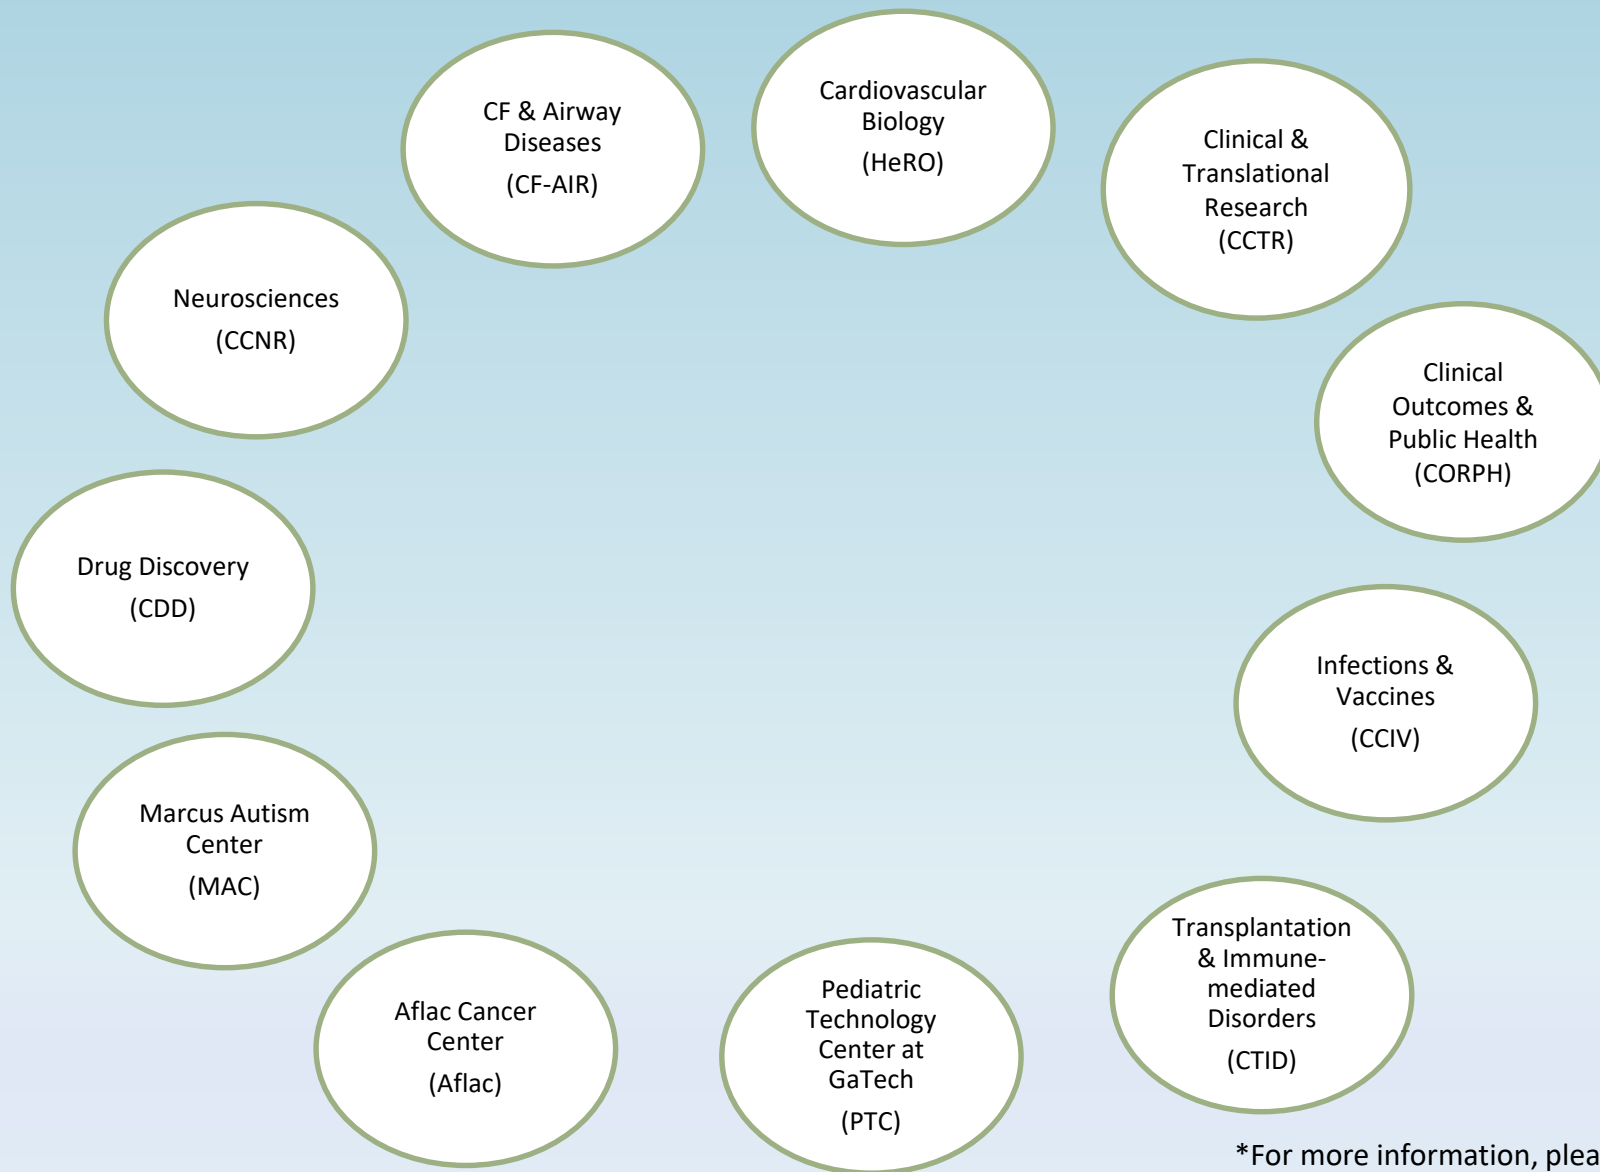 CF & Airway
Diseases
(CF-AIR)
Cardiovascular
Biology
(HeRO)
Clinical &
Translational
Research
(CCTR)
Neurosciences
(CCNR)
Clinical
Outcomes &
Public Health
(CORPH)
Drug Discovery
(CDD)
Infections &
Vaccines
(CCIV)
Marcus Autism
Center
(MAC)
Transplantation
& Immune-
mediated
Disorders
(CTID)
Aflac Cancer
Center
(Aflac)
Pediatric
Technology
Center at
GaTech
(PTC)
*For more information,